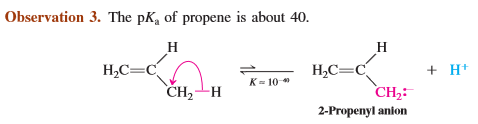 Observation 3. The pKₐ of propene is about 40.
H H
H₂C=C H₂C=C + H⁺
K ≈ 10⁻⁴⁰
CH₂—H CH₂:⁻
2-Propenyl anion